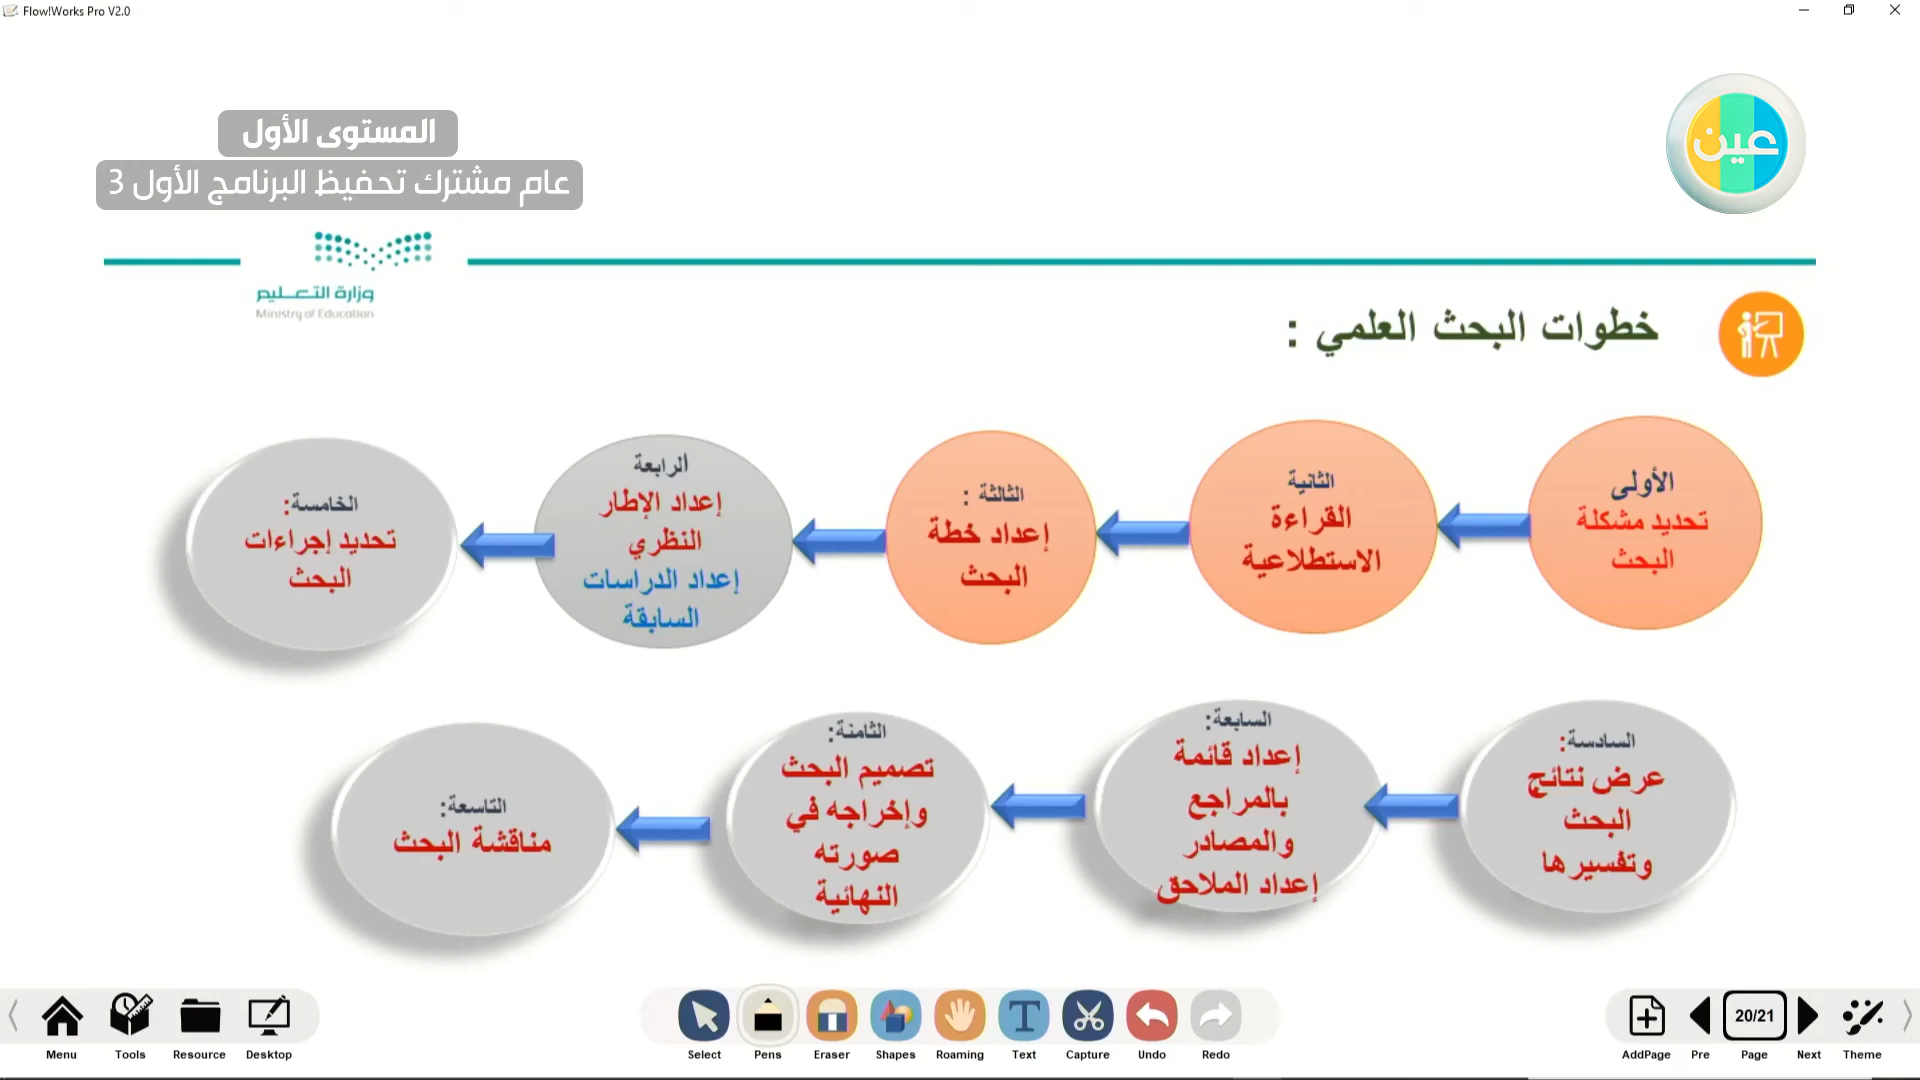 Flow!Works Pro V2.0
المستوى الأول
عام مشترك تحفيظ البرنامج الأول 3
عين
وزارة التعليم
Ministry of Education
خطوات البحث العلمي :
الأولى
تحديد مشكلة
البحث
الثانية
القراءة
الاستطلاعية
الثالثة :
إعداد خطة
البحث
الرابعة
إعداد الإطار
النظري
إعداد الدراسات
السابقة
الخامسة:
تحديد إجراءات
البحث
السادسة:
عرض نتائج
البحث
وتفسيرها
السابعة:
إعداد قائمة
بالمراجع
والمصادر
إعداد الملاحق
الثامنة:
تصميم البحث
وإخراجه في
صورته
النهائية
التاسعة:
مناقشة البحث
Menu
Tools
Resource
Desktop
Select
Pens
Eraser
Shapes
Roaming
Text
Capture
Undo
Redo
AddPage
Pre
20/21
Page
Next
Theme